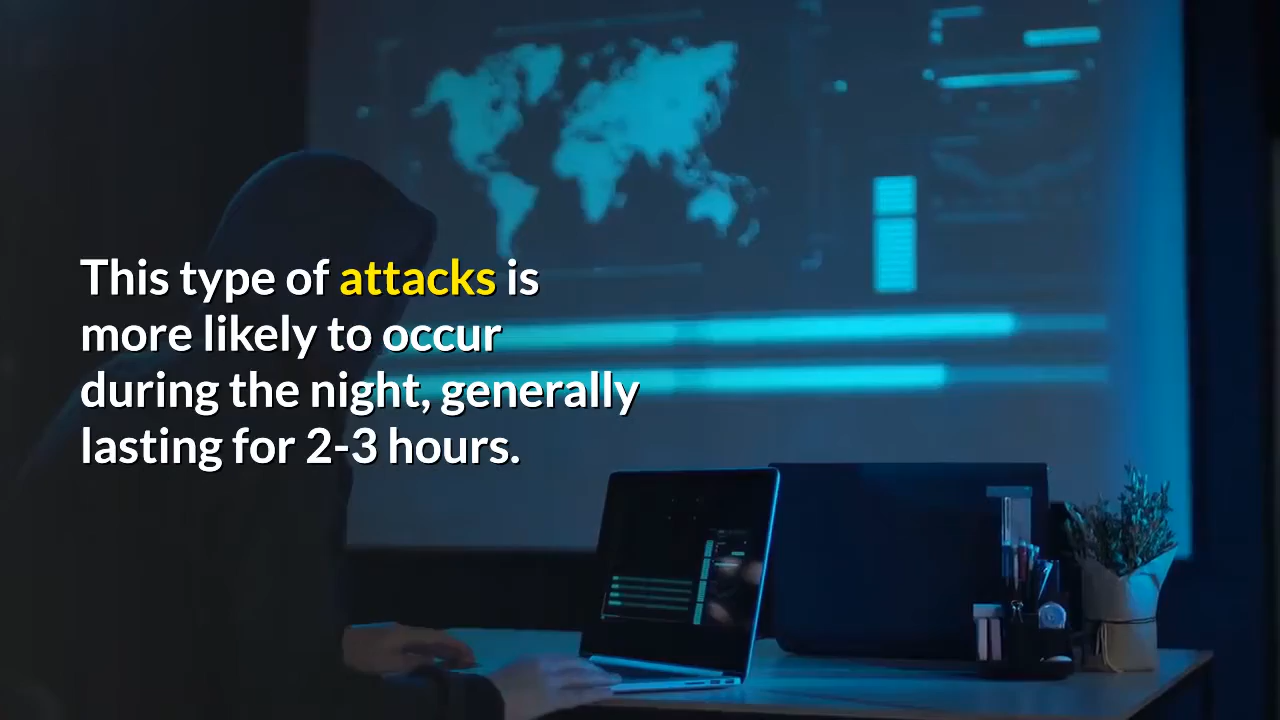 This type of attacks is
more likely to occur
during the night, generally
lasting for 2-3 hours.